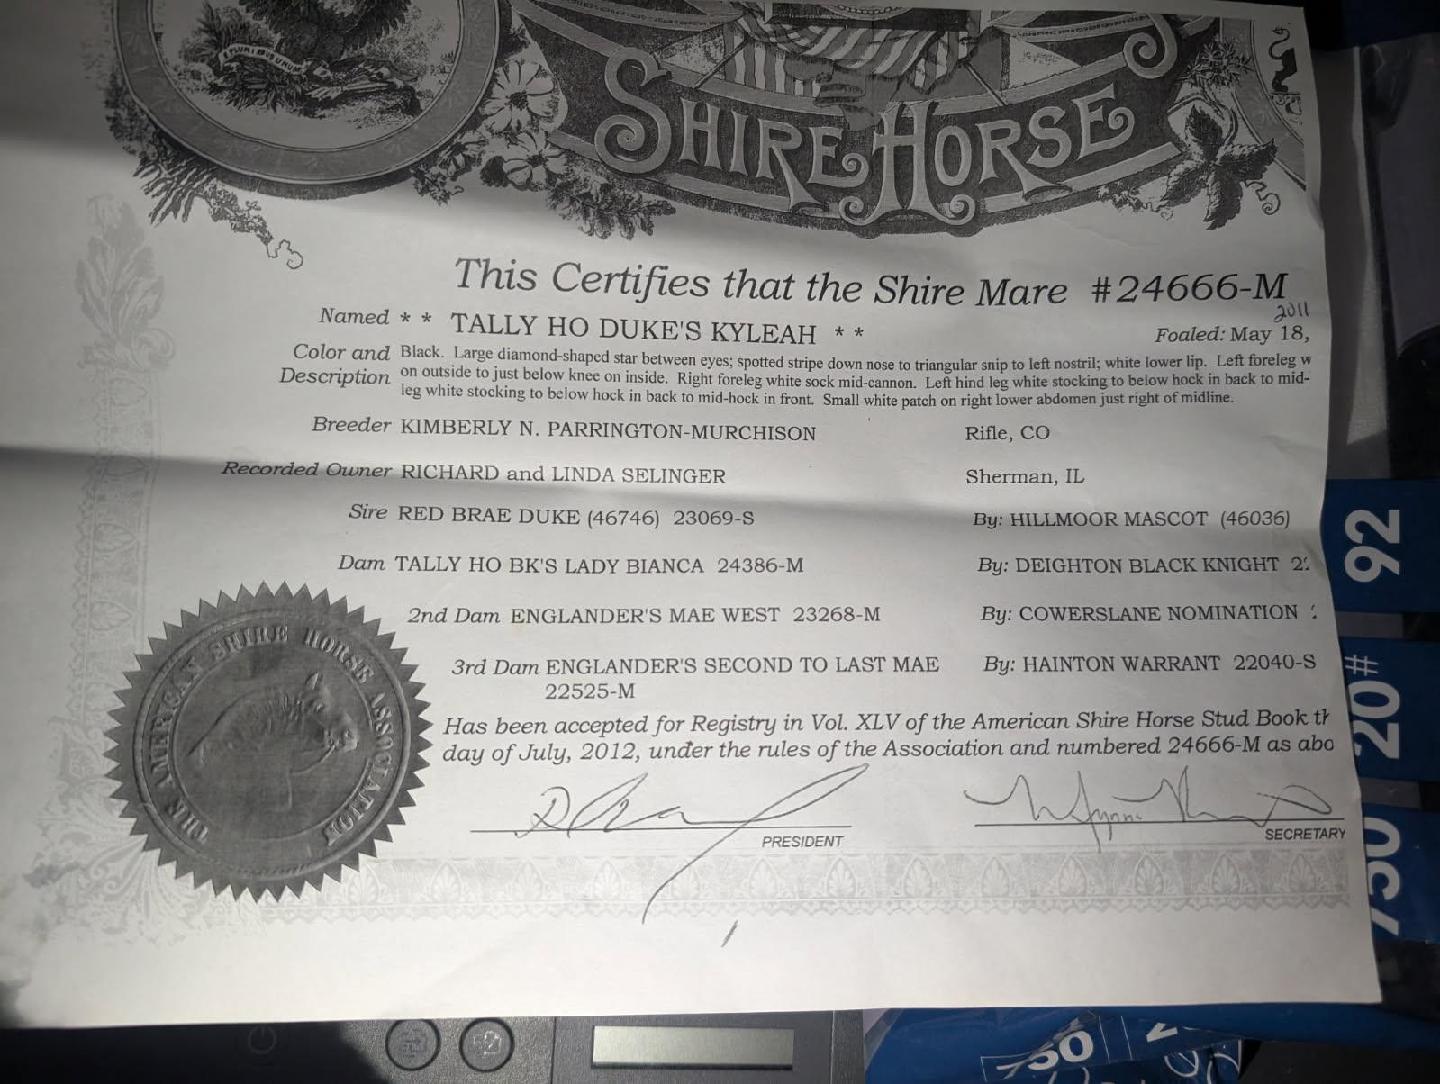 E PLURIBUS UNUM
SHIRE HORSE
This Certifies that the Shire Mare #24666-M
2011
Named * * TALLY HO DUKE'S KYLEAH * * Foaled: May 18,
Color and Description Black. Large diamond-shaped star between eyes; spotted stripe down nose to triangular snip to left nostril; white lower lip. Left foreleg w
on outside to just below knee on inside. Right foreleg white sock mid-cannon. Left hind leg white stocking to below hock in back to mid-
leg white stocking to below hock in back to mid-hock in front. Small white patch on right lower abdomen just right of midline.
Breeder KIMBERLY N. PARRINGTON-MURCHISON Rifle, CO
Recorded Owner RICHARD and LINDA SELINGER Sherman, IL
Sire RED BRAE DUKE (46746) 23069-S By: HILLMOOR MASCOT (46036)
Dam TALLY HO BK'S LADY BIANCA 24386-M By: DEIGHTON BLACK KNIGHT
2nd Dam ENGLANDER'S MAE WEST 23268-M By: COWERSLANE NOMINATION
3rd Dam ENGLANDER'S SECOND TO LAST MAE By: HAINTON WARRANT 22040-S
22525-M
Has been accepted for Registry in Vol. XLV of the American Shire Horse Stud Book th
day of July, 2012, under the rules of the Association and numbered 24666-M as abo
PRESIDENT SECRETARY
THE AMERICAN SHIRE HORSE ASSOCIATION
92
20#
750